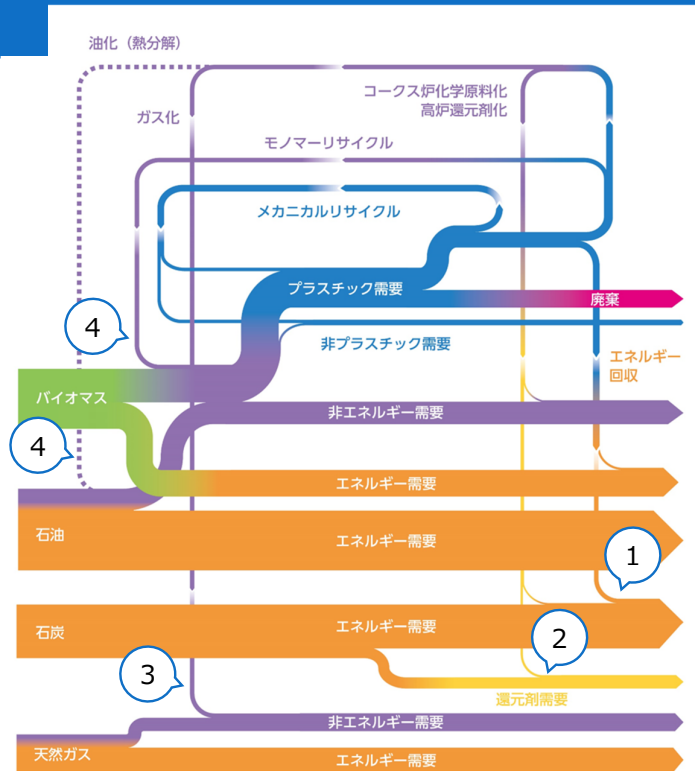 油化（熱分解）
コークス炉化学原料化
高炉還元剤化
ガス化
モノマーリサイクル
メカニカルリサイクル
プラスチック需要
廃棄
4
非プラスチック需要
エネルギー
回収
バイオマス
非エネルギー需要
4
エネルギー需要
石油
エネルギー需要
1
石炭
エネルギー需要
2
3
還元剤需要
非エネルギー需要
天然ガス
エネルギー需要